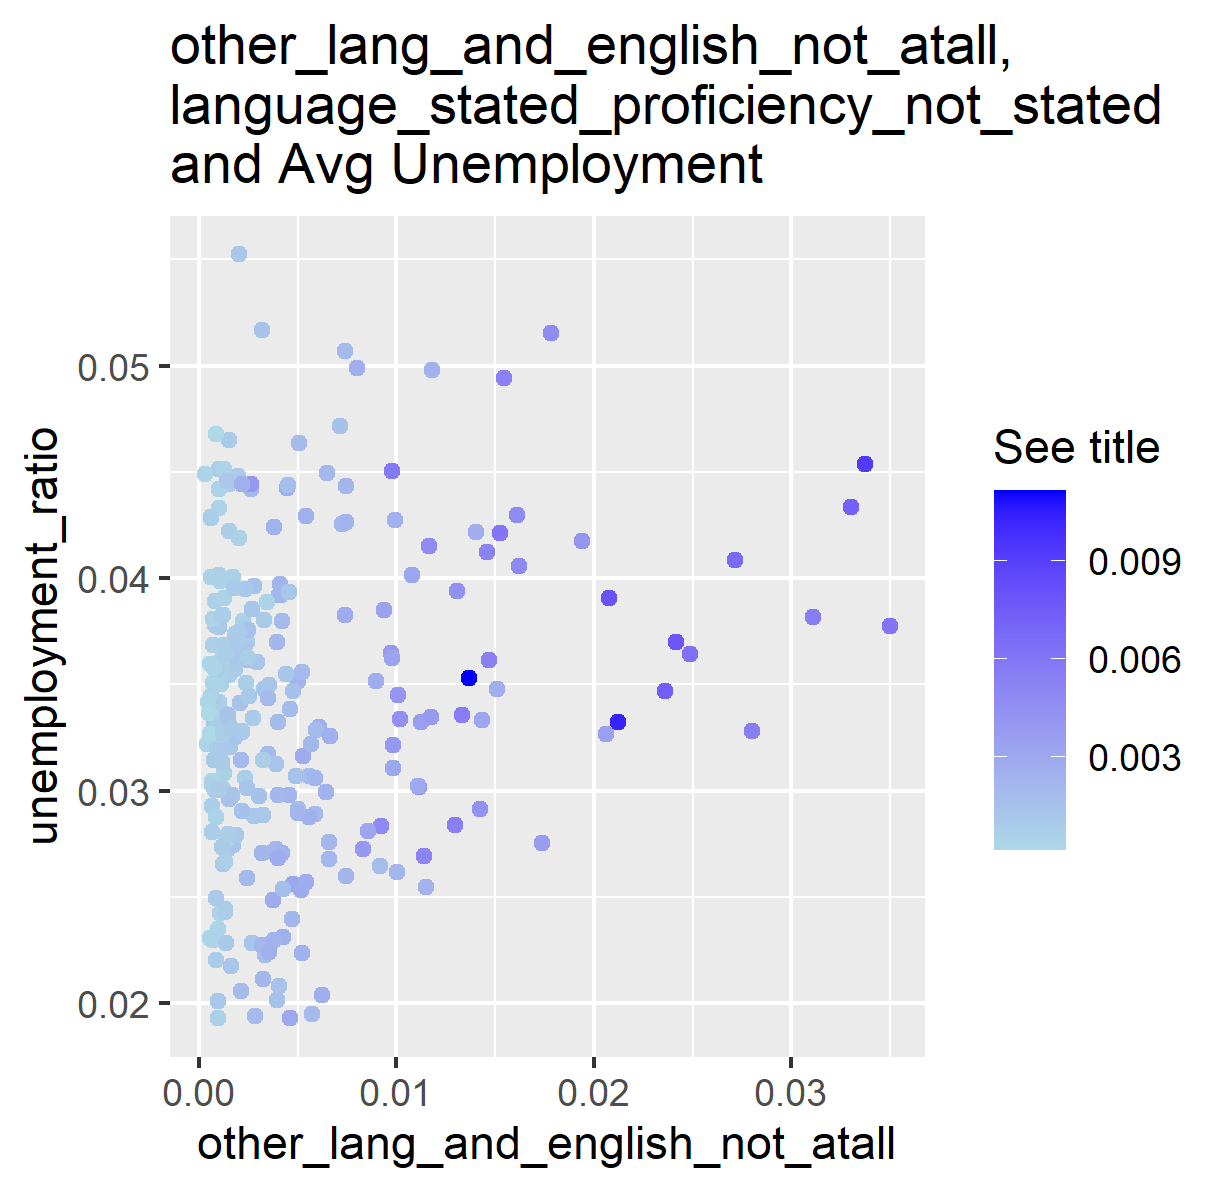 other_lang_and_english_not_atall,
language_stated_proficiency_not_stated
and Avg Unemployment
unemployment_ratio
0.05
0.04
0.03
0.02
0.00
0.01
0.02
0.03
other_lang_and_english_not_atall
See title
0.009
0.006
0.003